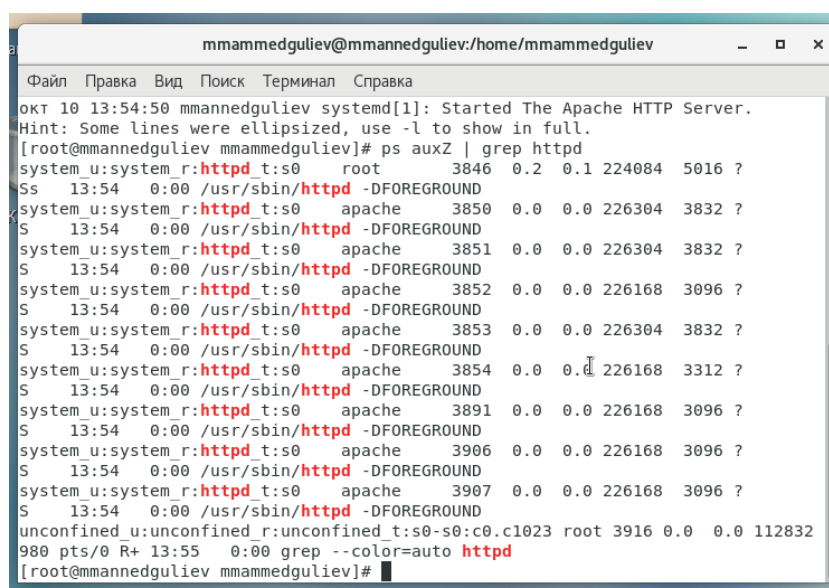 mmammedguliev@mmannedguliev:/home/mmammedguliev
Файл Правка Вид Поиск Терминал Справка
окт 10 13:54:50 mmannedguliev systemd[1]: Started The Apache HTTP Server.
Hint: Some lines were ellipsized, use -l to show in full.
[root@mmannedguliev mmammedguliev]# ps auxZ | grep httpd
system_u:system_r:httpd_t:s0    root       3846  0.2  0.1 224084  5016 ?
Ss   13:54   0:00 /usr/sbin/httpd -DFOREGROUND
system_u:system_r:httpd_t:s0    apache     3850  0.0  0.0 226304  3832 ?
S    13:54   0:00 /usr/sbin/httpd -DFOREGROUND
system_u:system_r:httpd_t:s0    apache     3851  0.0  0.0 226304  3832 ?
S    13:54   0:00 /usr/sbin/httpd -DFOREGROUND
system_u:system_r:httpd_t:s0    apache     3852  0.0  0.0 226168  3096 ?
S    13:54   0:00 /usr/sbin/httpd -DFOREGROUND
system_u:system_r:httpd_t:s0    apache     3853  0.0  0.0 226304  3832 ?
S    13:54   0:00 /usr/sbin/httpd -DFOREGROUND
system_u:system_r:httpd_t:s0    apache     3854  0.0  0.0 226168  3312 ?
S    13:54   0:00 /usr/sbin/httpd -DFOREGROUND
system_u:system_r:httpd_t:s0    apache     3891  0.0  0.0 226168  3096 ?
S    13:54   0:00 /usr/sbin/httpd -DFOREGROUND
system_u:system_r:httpd_t:s0    apache     3906  0.0  0.0 226168  3096 ?
S    13:54   0:00 /usr/sbin/httpd -DFOREGROUND
system_u:system_r:httpd_t:s0    apache     3907  0.0  0.0 226168  3096 ?
S    13:54   0:00 /usr/sbin/httpd -DFOREGROUND
unconfined_u:unconfined_r:unconfined_t:s0-s0:c0.c1023 root 3916 0.0  0.0 112832
980 pts/0 R+ 13:55   0:00 grep --color=auto httpd
[root@mmannedguliev mmammedguliev]#